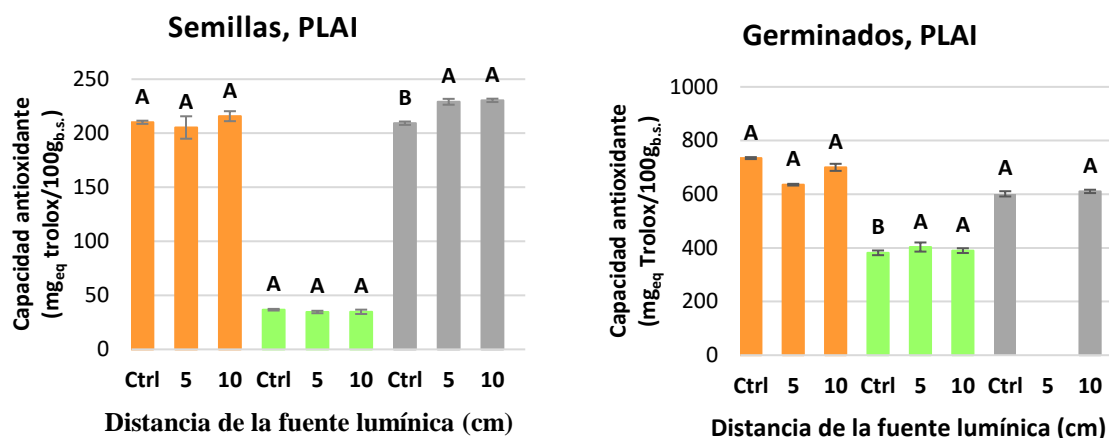 Semillas, PLAI
Capacidad antioxidante
(mgeq trolox/100gb.s.)
250
200
150
100
50
0
A A A A A A B A A
Ctrl 5 10 Ctrl 5 10 Ctrl 5 10
Distancia de la fuente lumínica (cm)
Germinados, PLAI
Capacidad antioxidante
(mgeq Trolox/100gb.s.)
1000
800
600
400
200
0
A A A B A A A A
Ctrl 5 10 Ctrl 5 10 Ctrl 5 10
Distancia de la fuente lumínica (cm)